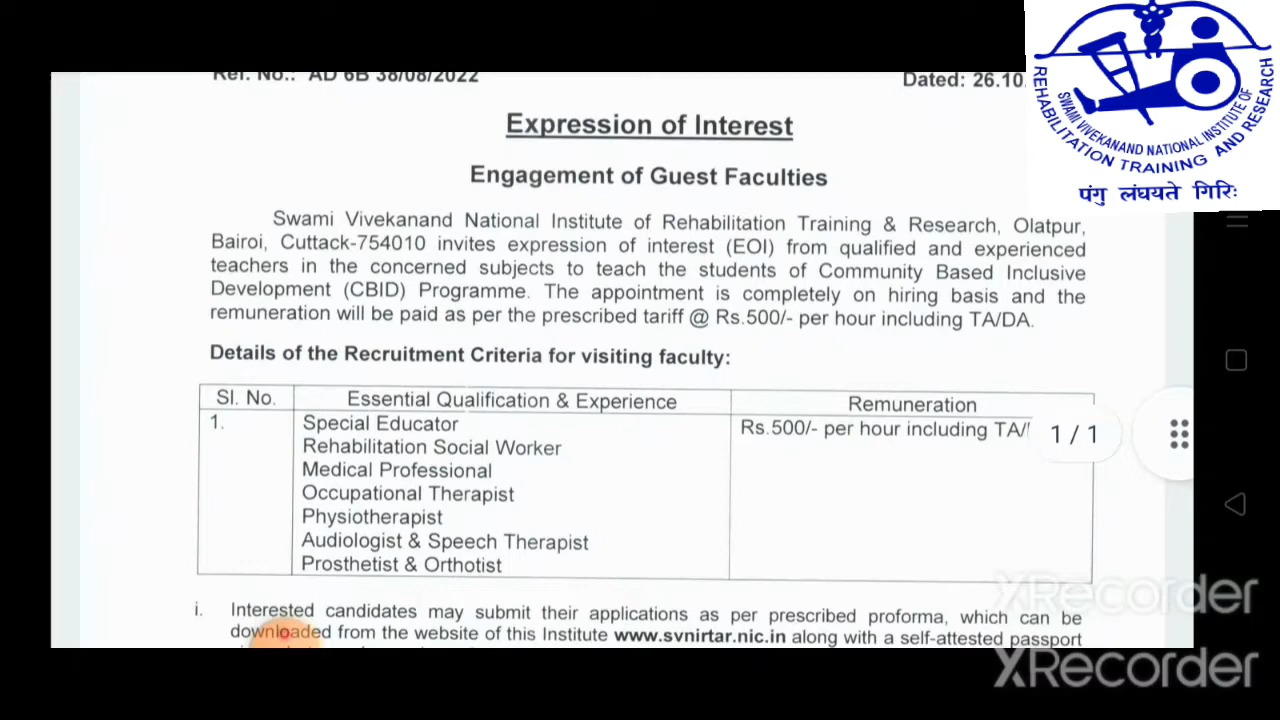 Ref. No.: AD 6B 38/08/2022
Dated: 26.10.
Expression of Interest
Engagement of Guest Faculties
Swami Vivekanand National Institute of Rehabilitation Training & Research, Olatpur,
Bairoi, Cuttack-754010 invites expression of interest (EOI) from qualified and experienced
teachers in the concerned subjects to teach the students of Community Based Inclusive
Development (CBID) Programme. The appointment is completely on hiring basis and the
remuneration will be paid as per the prescribed tariff @ Rs.500/- per hour including TA/DA.
Details of the Recruitment Criteria for visiting faculty:
Sl. No. Essential Qualification & Experience Remuneration
1. Special Educator Rs.500/- per hour including TA/
Rehabilitation Social Worker
Medical Professional
Occupational Therapist
Physiotherapist
Audiologist & Speech Therapist
Prosthetist & Orthotist
i. Interested candidates may submit their applications as per prescribed proforma, which can be
downloaded from the website of this Institute www.svnirtar.nic.in along with a self-attested passport
1 / 1
SWAMI VIVEKANAND NATIONAL INSTITUTE OF
REHABILITATION TRAINING AND RESEARCH
पंगु लंघयते गिरिः
XRecorder
XRecorder